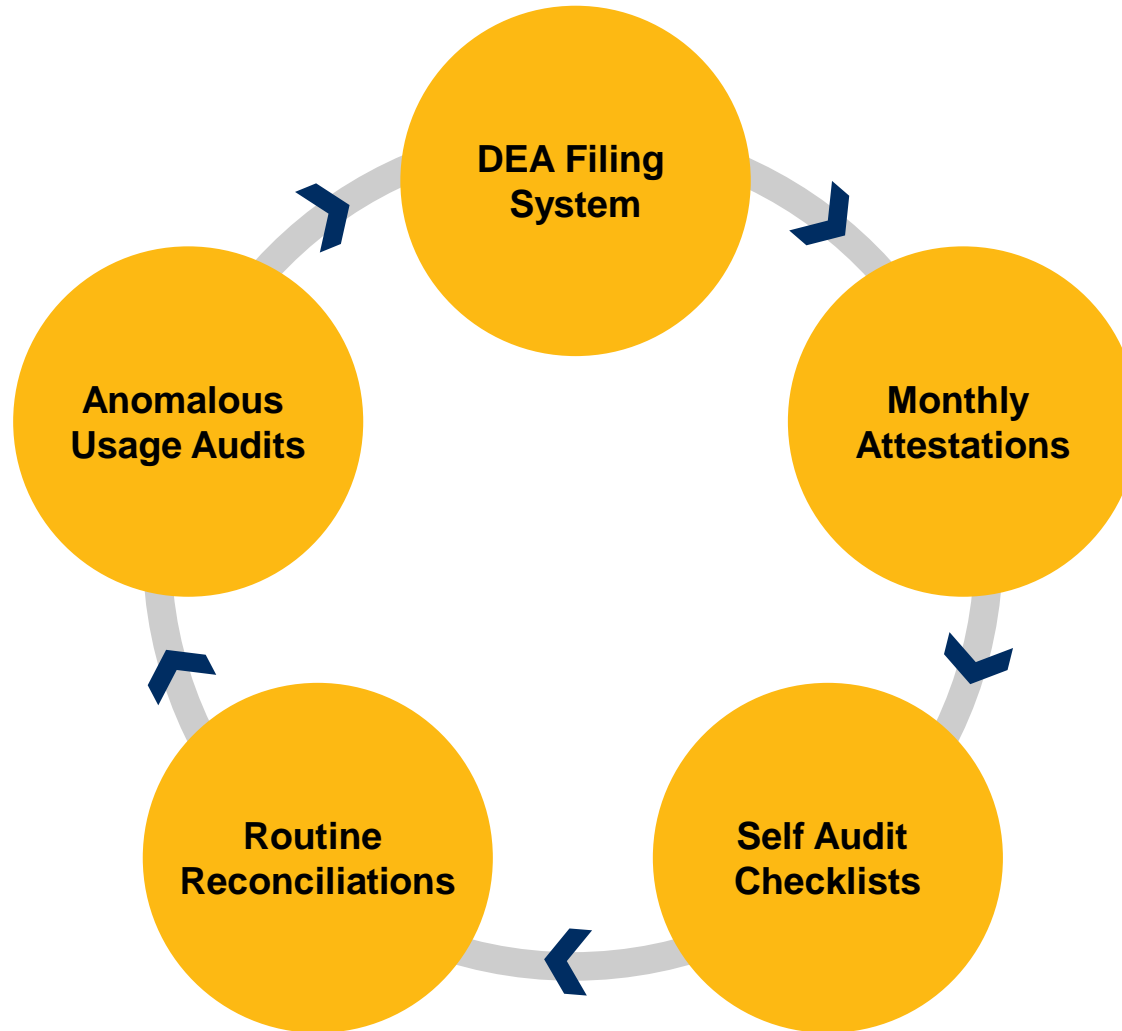 DEA Filing
System
Monthly
Attestations
Self Audit
Checklists
Routine
Reconciliations
Anomalous
Usage Audits